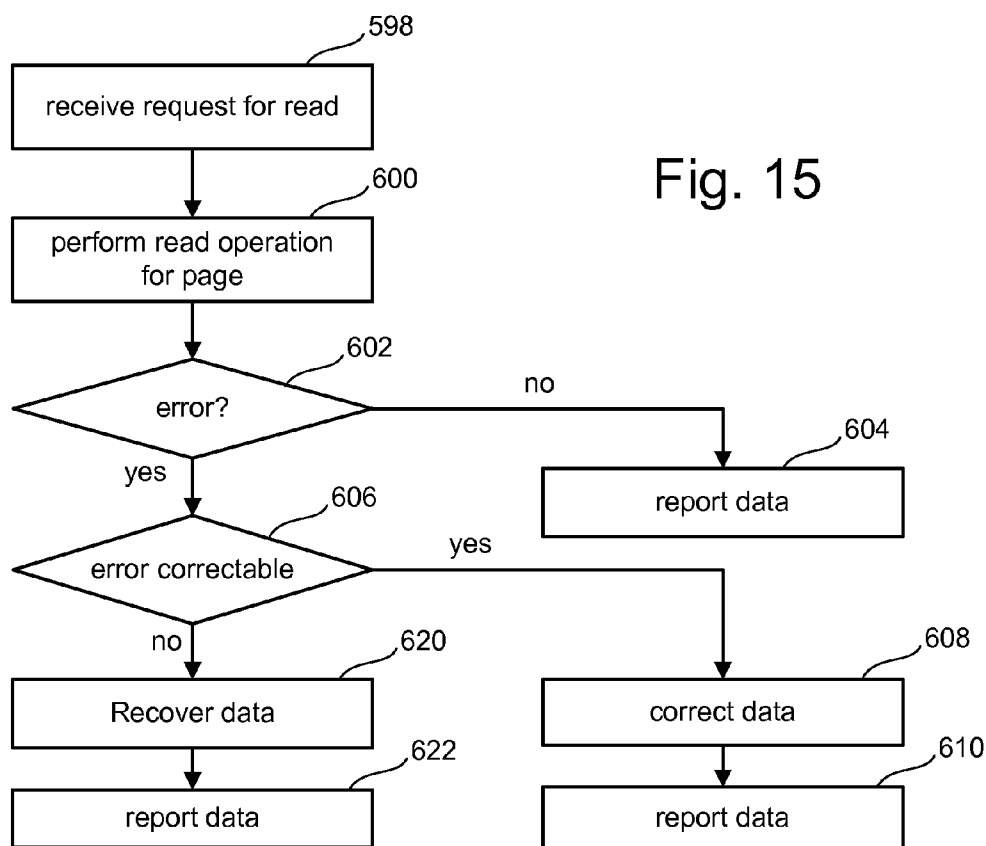 598
receive request for read
Fig. 15
600
perform read operation
for page
602
error?
no
604
report data
yes
606
error correctable
yes
no
620
Recover data
608
correct data
622
report data
610
report data